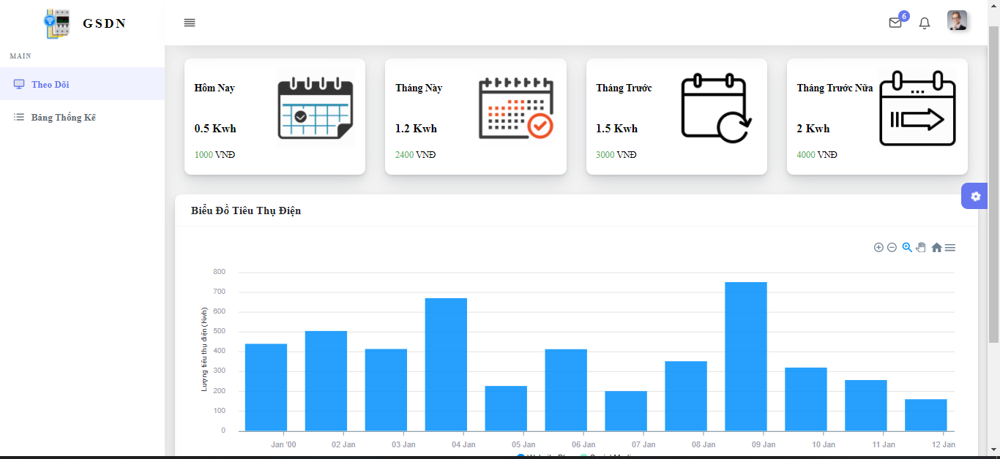 GSDN
6
MAIN
Theo Dõi
Bảng Thống Kê
Hôm Nay
0.5 Kwh
1000 VNĐ
Tháng Này
1.2 Kwh
2400 VNĐ
Tháng Trước
1.5 Kwh
3000 VNĐ
Tháng Trước Nữa
2 Kwh
4000 VNĐ
Biểu Đồ Tiêu Thụ Điện
Lượng tiêu thụ điện (Kwh)
800
700
600
500
400
300
200
100
0
Jan '00
02 Jan
03 Jan
04 Jan
05 Jan
06 Jan
07 Jan
08 Jan
09 Jan
10 Jan
11 Jan
12 Jan